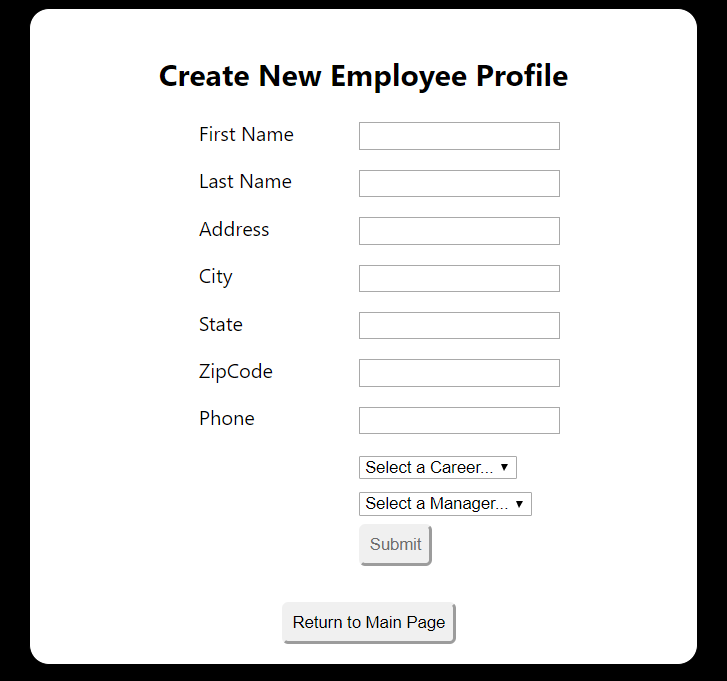 Create New Employee Profile
First Name
Last Name
Address
City
State
ZipCode
Phone
Select a Career...
Select a Manager...
Submit
Return to Main Page